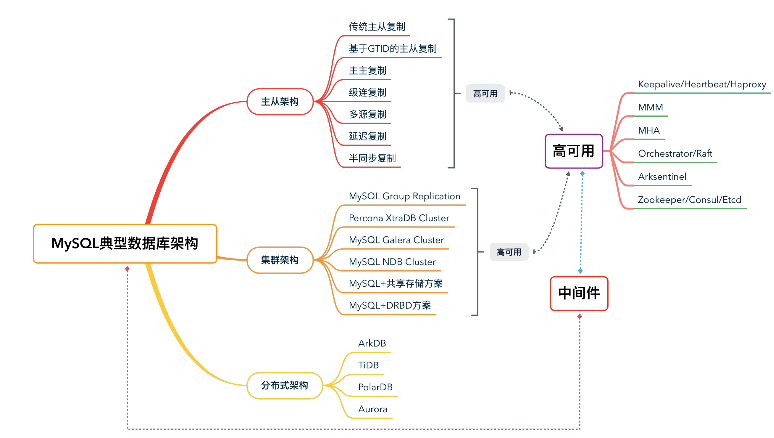 MySQL典型数据库架构
主从架构
传统主从复制
基于GTID的主从复制
主主复制
级连复制
多源复制
延迟复制
半同步复制
高可用
集群架构
MySQL Group Replication
Percona XtraDB Cluster
MySQL Galera Cluster
MySQL NDB Cluster
MySQL+共享存储方案
MySQL+DRBD方案
高可用
分布式架构
ArkDB
TiDB
PolarDB
Aurora
高可用
Keepalive/Heartbeat/Haproxy
MMM
MHA
Orchestrator/Raft
Arksentinel
Zookeeper/Consul/Etcd
中间件